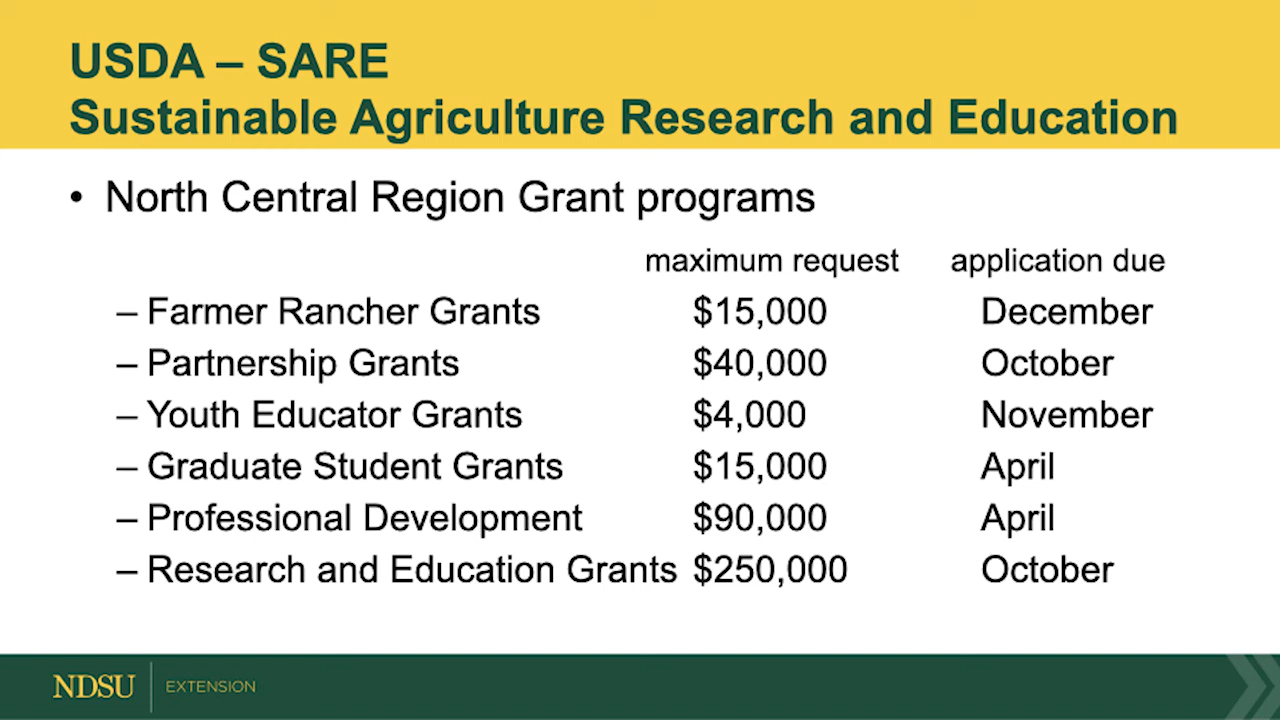 USDA – SARE
Sustainable Agriculture Research and Education
• North Central Region Grant programs
maximum request application due
– Farmer Rancher Grants $15,000 December
– Partnership Grants $40,000 October
– Youth Educator Grants $4,000 November
– Graduate Student Grants $15,000 April
– Professional Development $90,000 April
– Research and Education Grants $250,000 October
NDSU EXTENSION